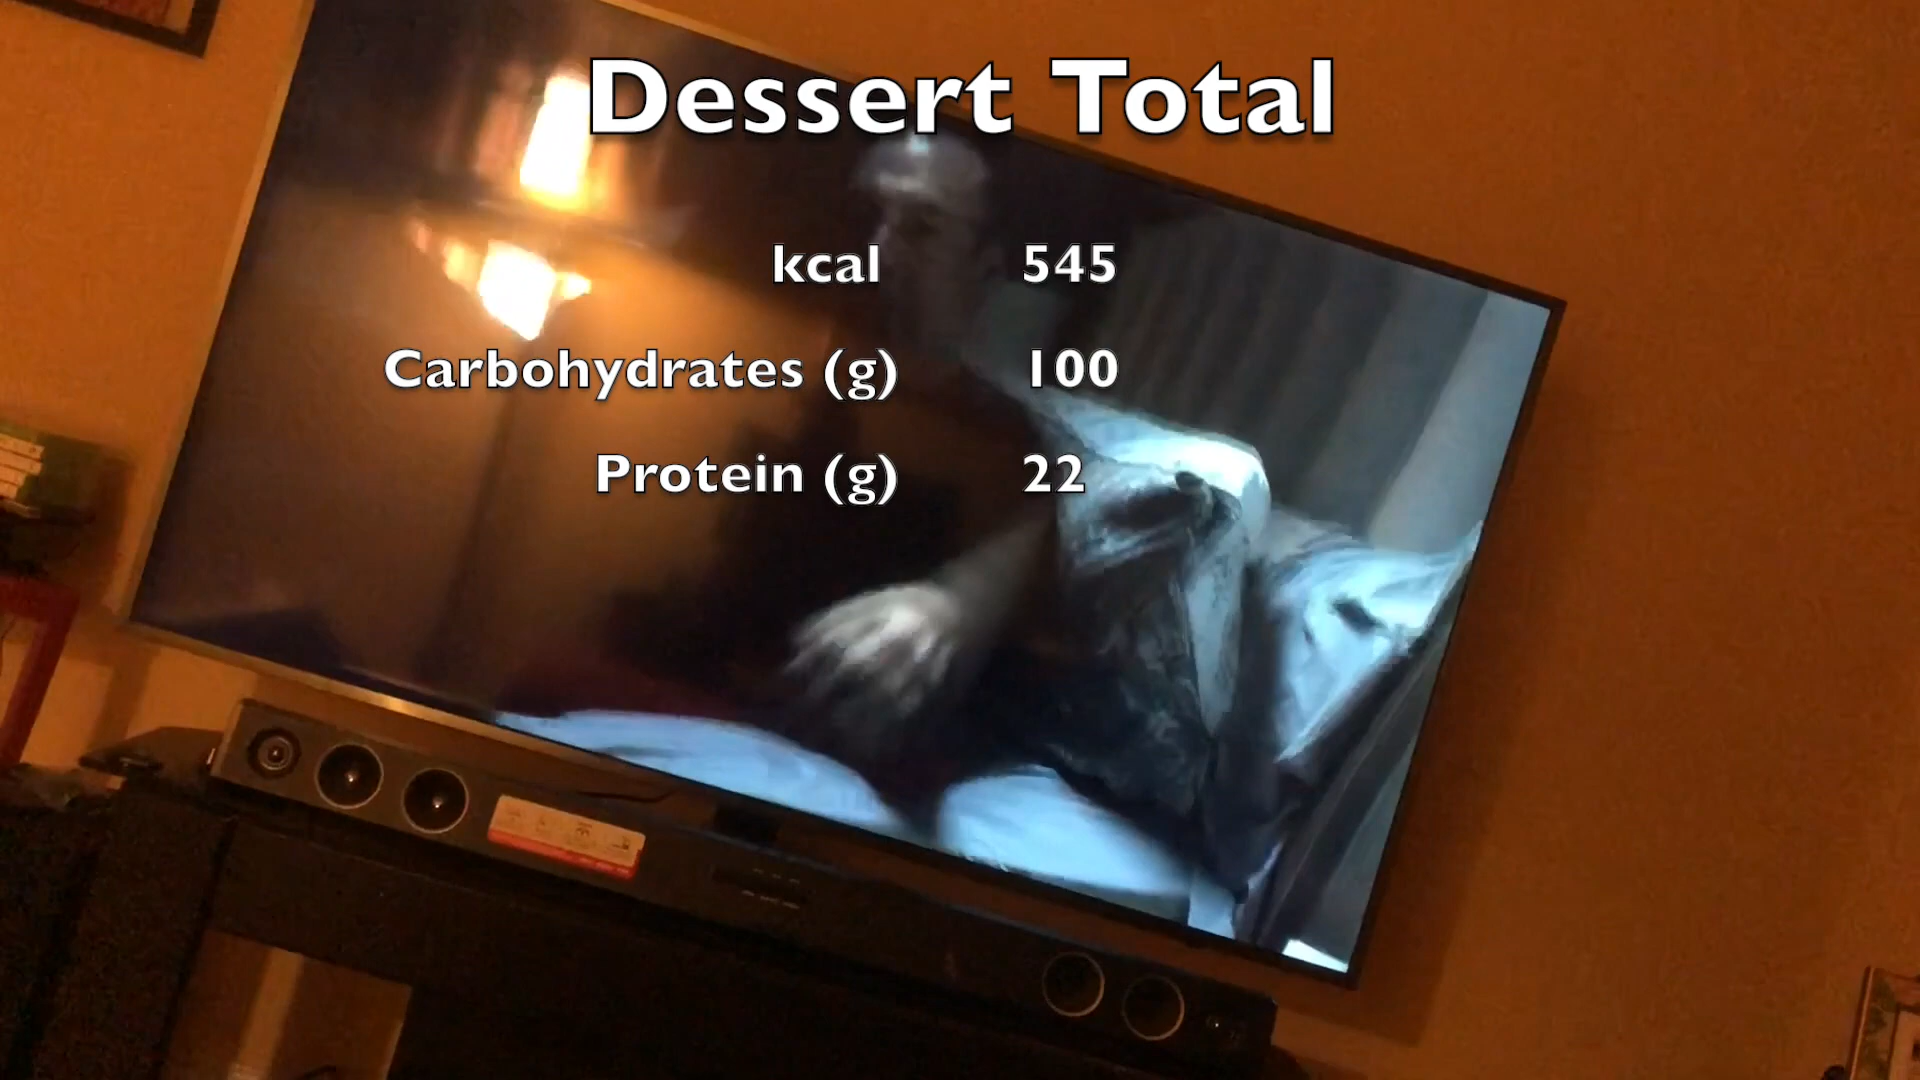 Dessert Total
kcal 545
Carbohydrates (g) 100
Protein (g) 22